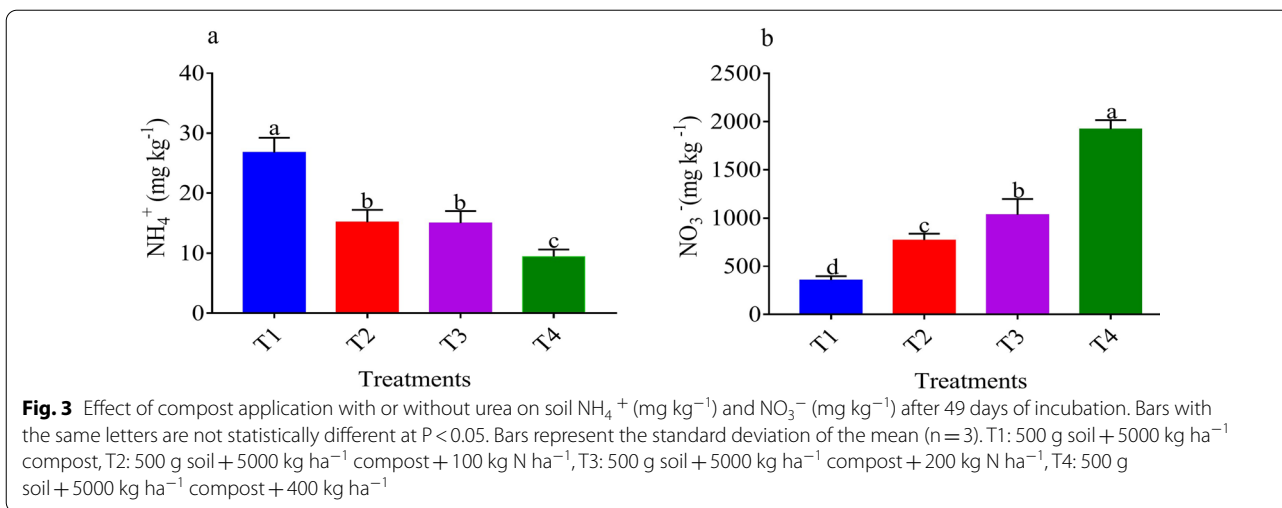 a
40
30
20
10
0
NH₄⁺ (mg kg⁻¹)
a
b
b
c
T1
T2
T3
T4
Treatments
b
2500
2000
1500
1000
500
0
NO₃⁻(mg kg⁻¹)
d
c
b
a
T1
T2
T3
T4
Treatments
Fig. 3 Effect of compost application with or without urea on soil NH₄⁺ (mg kg⁻¹) and NO₃⁻ (mg kg⁻¹) after 49 days of incubation. Bars with
the same letters are not statistically different at P < 0.05. Bars represent the standard deviation of the mean (n = 3). T1: 500 g soil + 5000 kg ha⁻¹
compost, T2: 500 g soil + 5000 kg ha⁻¹ compost + 100 kg N ha⁻¹, T3: 500 g soil + 5000 kg ha⁻¹ compost + 200 kg N ha⁻¹, T4: 500 g
soil + 5000 kg ha⁻¹ compost + 400 kg ha⁻¹